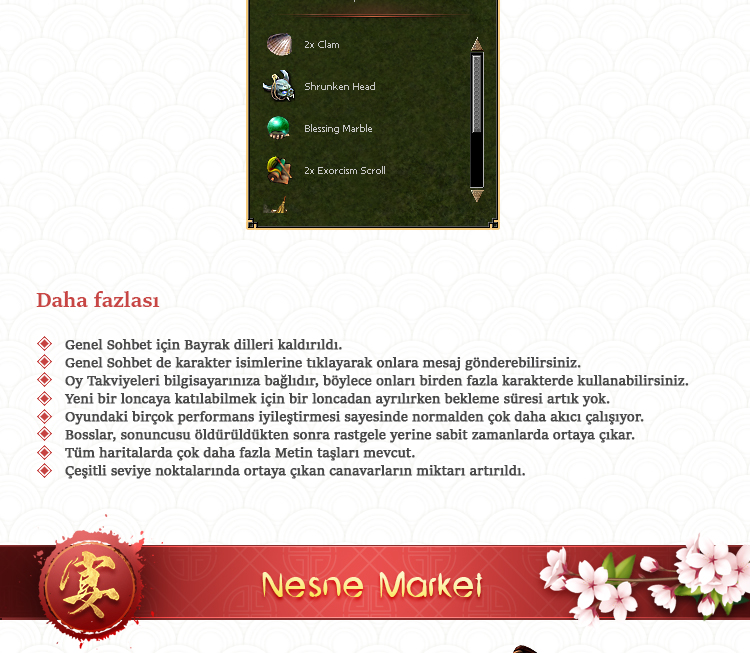 2x Clam
Shrunken Head
Blessing Marble
2x Exorcism Scroll
Daha fazlası
Genel Sohbet için Bayrak dilleri kaldırıldı.
Genel Sohbet de karakter isimlerine tıklayarak onlara mesaj gönderebilirsiniz.
Oy Takviyeleri bilgisayarınıza bağlıdır, böylece onları birden fazla karakterde kullanabilirsiniz.
Yeni bir loncaya katılabilmek için bir loncadan ayrılırken bekleme süresi artık yok.
Oyundaki birçok performans iyileştirmesi sayesinde normalden çok daha akıcı çalışıyor.
Bosslar, sonuncusu öldürüldükten sonra rastgele yerine sabit zamanlarda ortaya çıkar.
Tüm haritalarda çok daha fazla Metin taşları mevcut.
Çeşitli seviye noktalarında ortaya çıkan canavarların miktarı artırıldı.
宴
Nesne Market